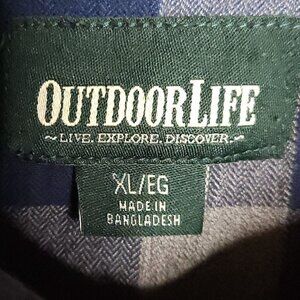 OUTDOORLIFE
~LIVE. EXPLORE. DISCOVER.~
XL/EG
MADE IN
BANGLADESH